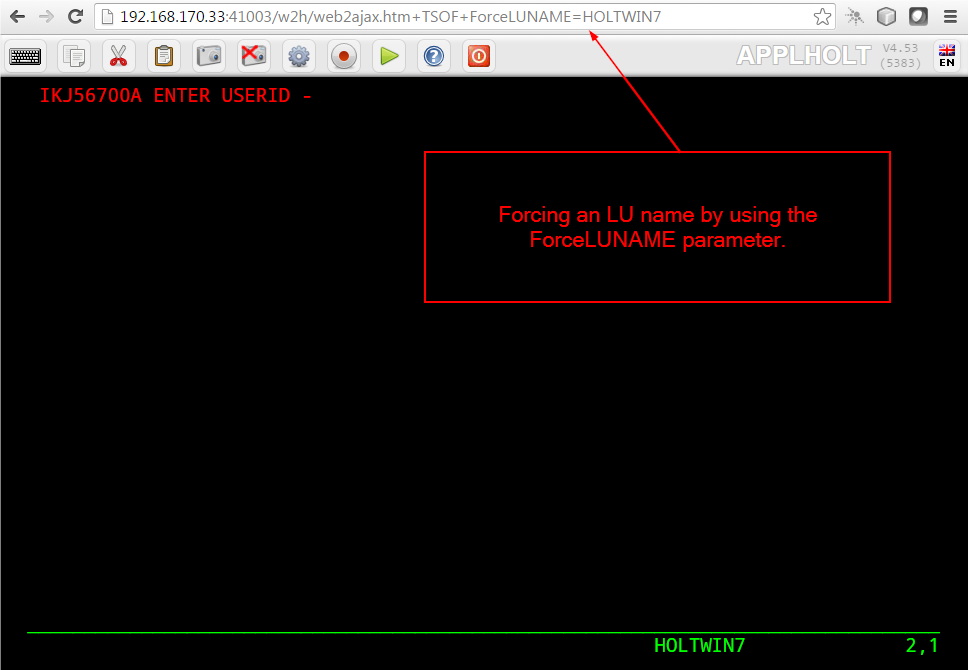 192.168.170.33:41003/w2h/web2ajax.htm+TSOF+ForceLUNAME=HOLTWIN7
APPLHOLT V4.53
(5383)
EN
IKJ56700A ENTER USERID -
Forcing an LU name by using the
ForceLUNAME parameter.
HOLTWIN7 2,1